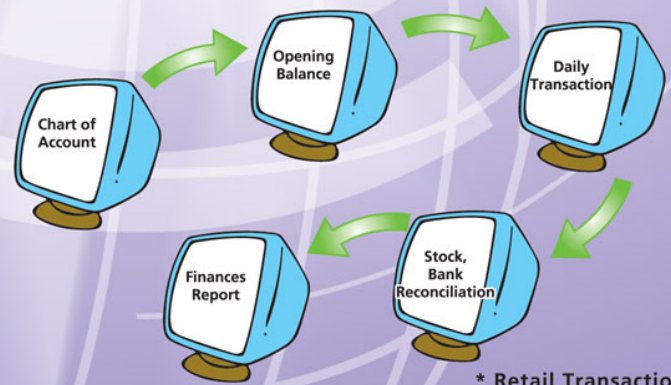 Chart of
Account
Opening
Balance
Daily
Transaction
Stock,
Bank
Reconciliation
Finances
Report
* Retail